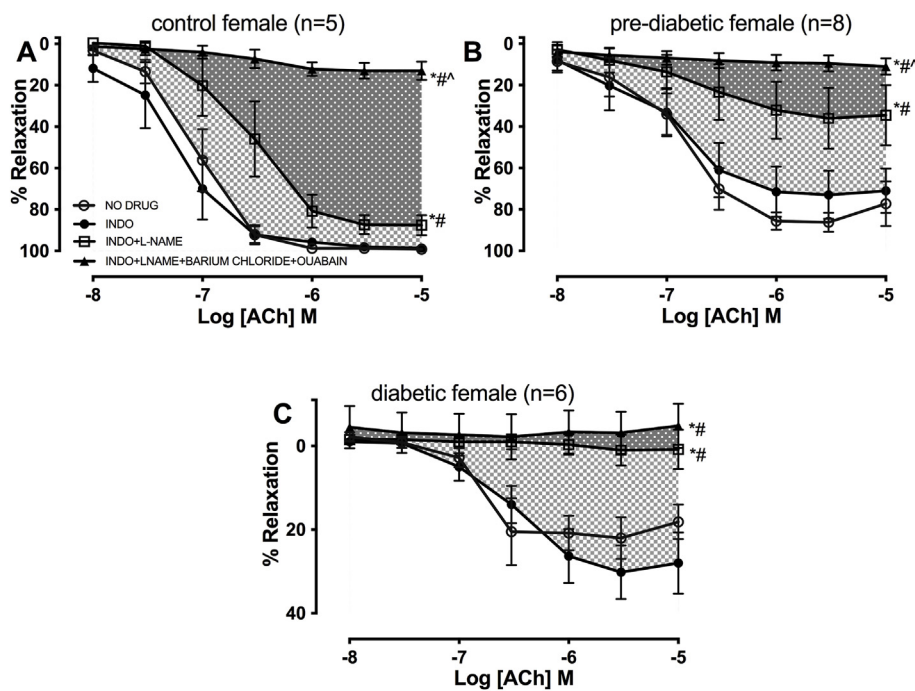 control female (n=5)
A
0
20
40
60
80
100
% Relaxation
*#^
*#
NO DRUG
INDO
INDO+L-NAME
INDO+LNAME+BARIUM CHLORIDE+OUABAIN
-8
-7
-6
-5
Log [ACh] M
pre-diabetic female (n=8)
B
0
20
40
60
80
100
% Relaxation
*#^
*#
-8
-7
-6
-5
Log [ACh] M
diabetic female (n=6)
C
0
20
40
% Relaxation
*#
*#
-8
-7
-6
-5
Log [ACh] M